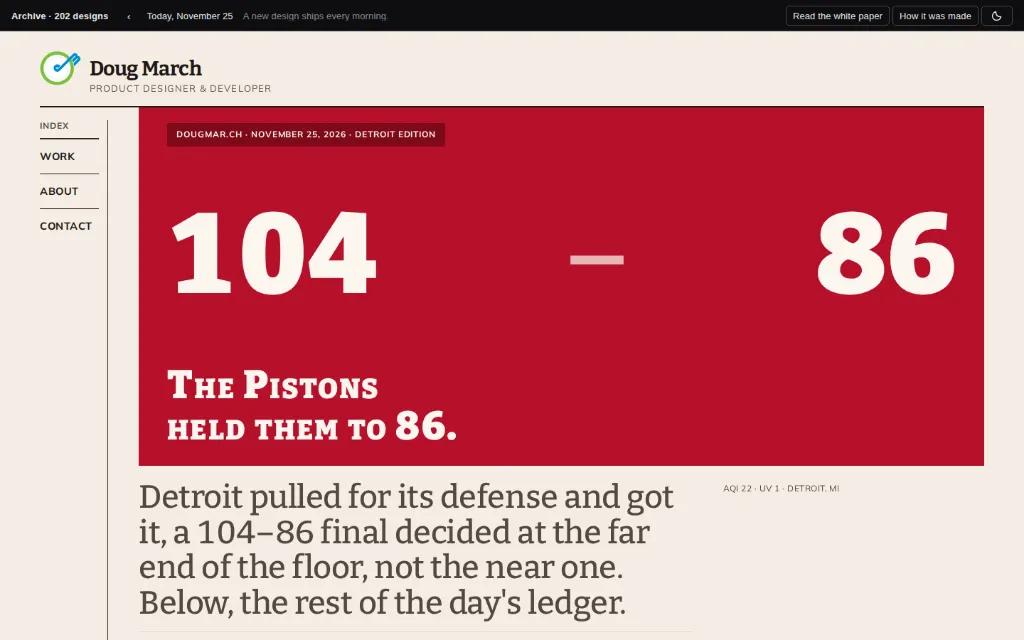 Archive · 202 designs
‹
Today, November 25
A new design ships every morning.
Read the white paper
How it was made
Doug March
PRODUCT DESIGNER & DEVELOPER
INDEX
WORK
ABOUT
CONTACT
DOUGMAR.CH · NOVEMBER 25, 2026 · DETROIT EDITION
104 – 86
The Pistons
held them to 86.
Detroit pulled for its defense and got
it, a 104–86 final decided at the far
end of the floor, not the near one.
Below, the rest of the day's ledger.
AQI 22 · UV 1 · DETROIT, MI